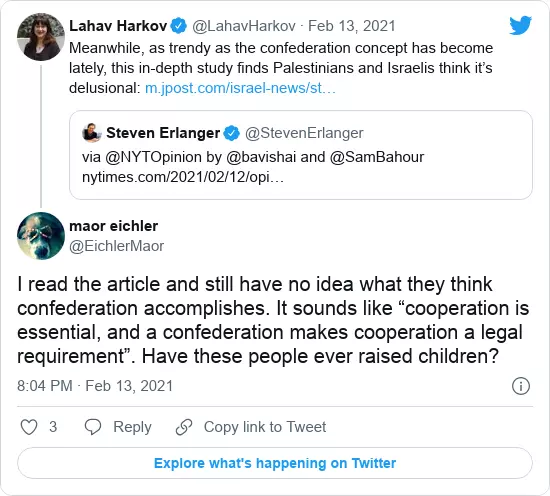 Lahav Harkov @LahavHarkov · Feb 13, 2021
Meanwhile, as trendy as the confederation concept has become
lately, this in-depth study finds Palestinians and Israelis think it's
delusional: m.jpost.com/israel-news/st…
Steven Erlanger @StevenErlanger
via @NYTOpinion by @bavishai and @SamBahour
nytimes.com/2021/02/12/opi…
maor eichler
@EichlerMaor
I read the article and still have no idea what they think
confederation accomplishes. It sounds like “cooperation is
essential, and a confederation makes cooperation a legal
requirement”. Have these people ever raised children?
8:04 PM · Feb 13, 2021
3 Reply Copy link to Tweet
Explore what's happening on Twitter